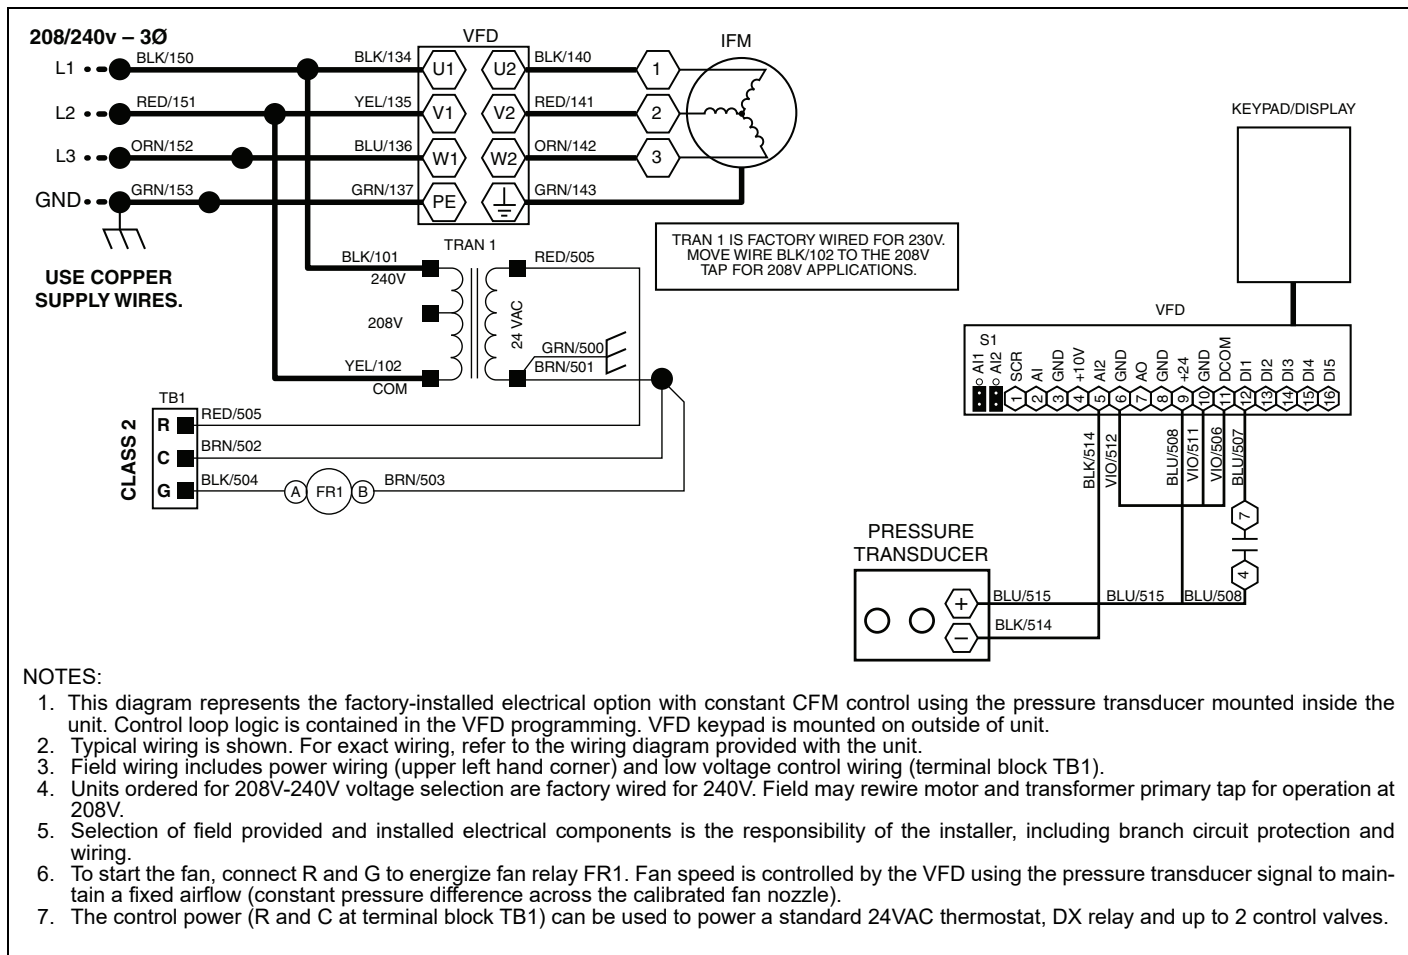 208/240v – 3Ø
VFD
IFM
L1
BLK/150
BLK/134
U1
U2
BLK/140
1
L2
RED/151
YEL/135
V1
V2
RED/141
2
L3
ORN/152
BLU/136
W1
W2
ORN/142
3
GND
GRN/153
GRN/137
PE
GRN/143
KEYPAD/DISPLAY
USE COPPER
SUPPLY WIRES.
TRAN 1
BLK/101
240V
208V
YEL/102
COM
24 VAC
RED/505
GRN/500
BRN/501
TRAN 1 IS FACTORY WIRED FOR 230V.
MOVE WIRE BLK/102 TO THE 208V
TAP FOR 208V APPLICATIONS.
CLASS 2
TB1
R
RED/505
C
BRN/502
G
BLK/504
A
FR1
B
BRN/503
VFD
S1
AI1
AI2
SCR
AI
GND
+10V
AI2
GND
AO
GND
+24
GND
DCOM
DI1
DI2
DI3
DI4
DI5
1
2
3
4
5
6
7
8
9
10
11
12
13
14
15
16
BLK/514
VIO/512
BLU/508
VIO/511
VIO/506
BLU/507
7
4
PRESSURE
TRANSDUCER
+
BLU/515
BLU/515
BLU/508
–
BLK/514
NOTES:
1. This diagram represents the factory-installed electrical option with constant CFM control using the pressure transducer mounted inside the
unit. Control loop logic is contained in the VFD programming. VFD keypad is mounted on outside of unit.
2. Typical wiring is shown. For exact wiring, refer to the wiring diagram provided with the unit.
3. Field wiring includes power wiring (upper left hand corner) and low voltage control wiring (terminal block TB1).
4. Units ordered for 208V-240V voltage selection are factory wired for 240V. Field may rewire motor and transformer primary tap for operation at
208V.
5. Selection of field provided and installed electrical components is the responsibility of the installer, including branch circuit protection and
wiring.
6. To start the fan, connect R and G to energize fan relay FR1. Fan speed is controlled by the VFD using the pressure transducer signal to main-
tain a fixed airflow (constant pressure difference across the calibrated fan nozzle).
7. The control power (R and C at terminal block TB1) can be used to power a standard 24VAC thermostat, DX relay and up to 2 control valves.